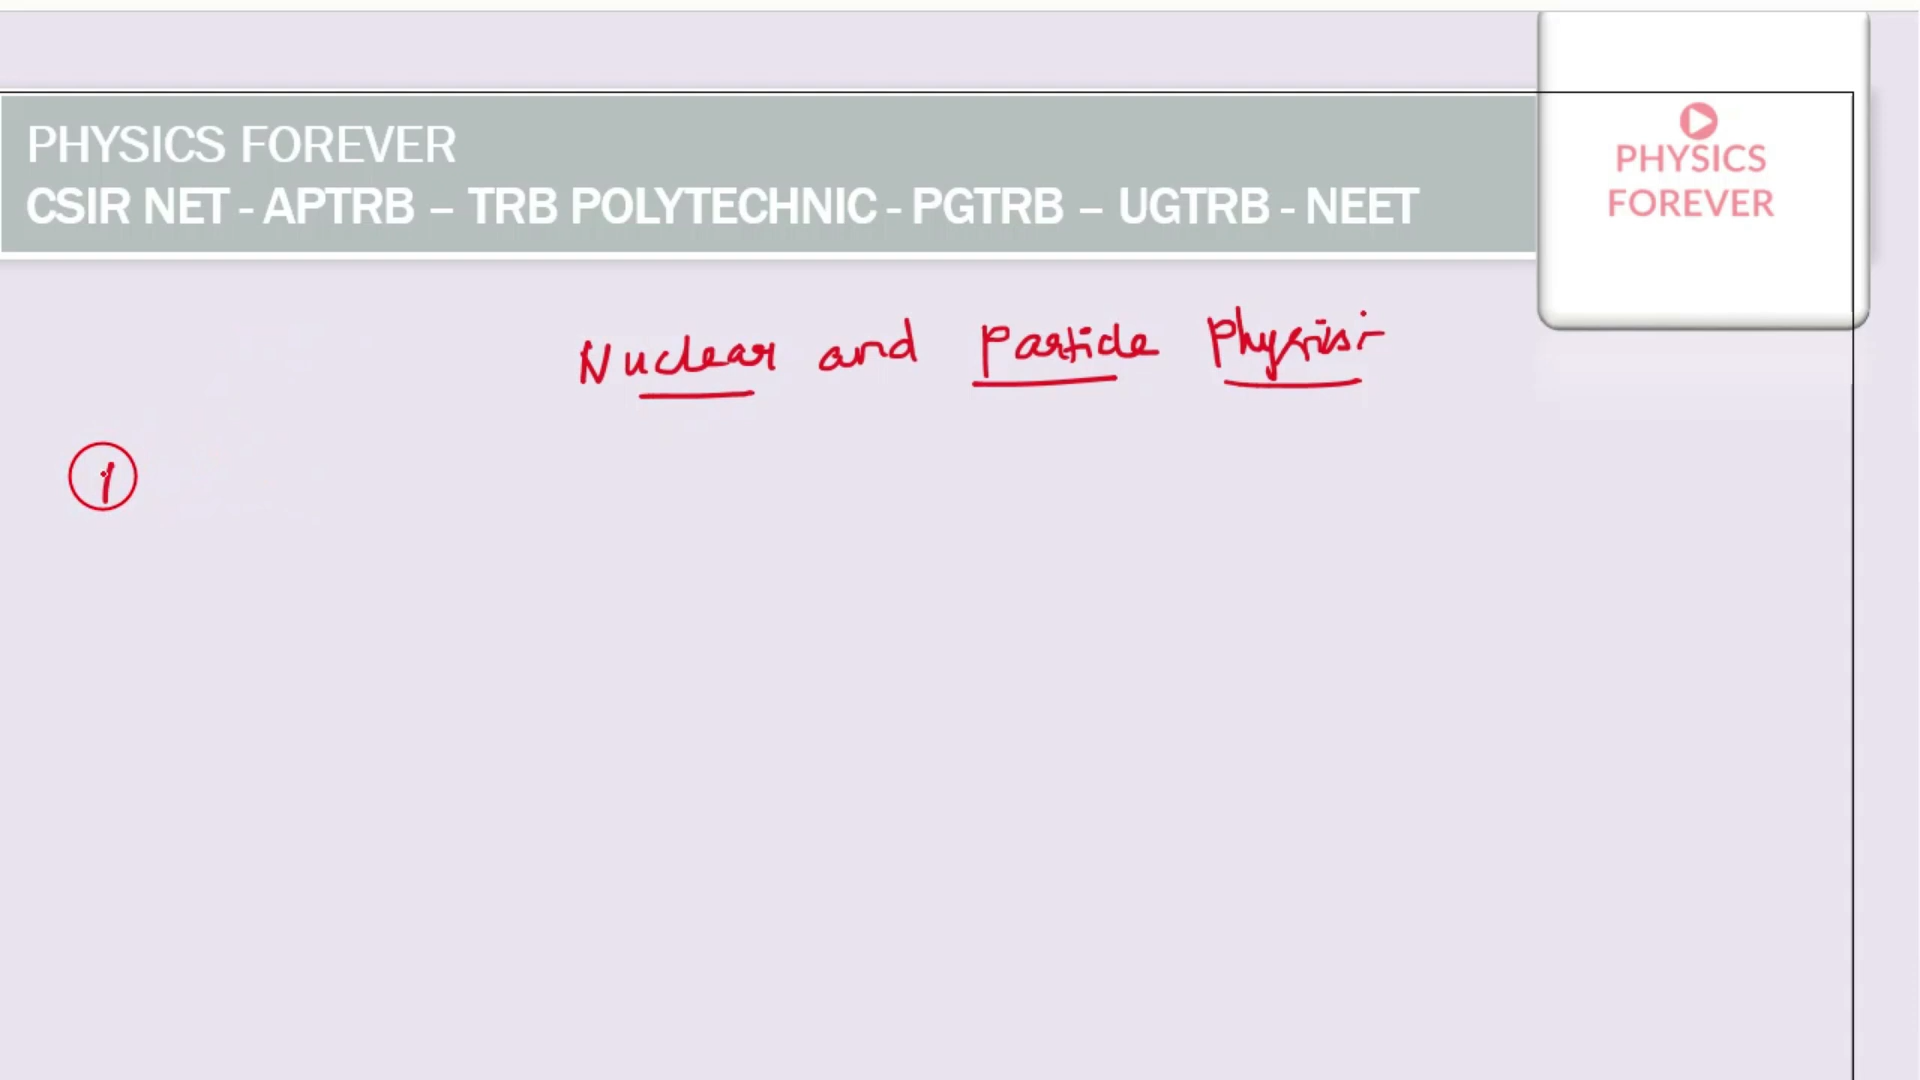 PHYSICS FOREVER
CSIR NET - APTRB – TRB POLYTECHNIC - PGTRB – UGTRB - NEET
PHYSICS
FOREVER
Nuclear and Particle Physics
1